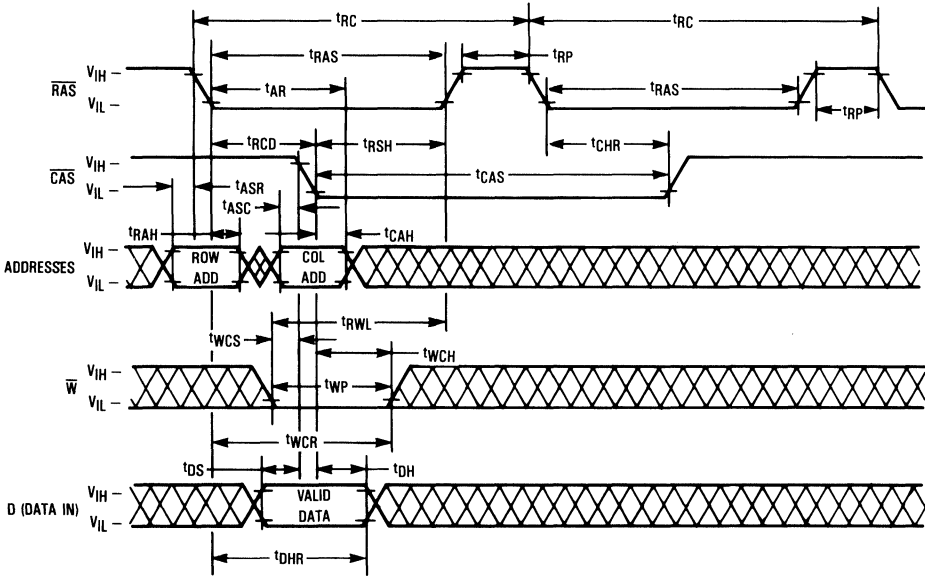 tRC tRC
tRAS tRP
VIH
RAS
VIL
tAR tRAS
tRP
tRCD tRSH tCHR
VIH
CAS
VIL
tCAS
tASR
tASC
tRAH tCAH
VIH
ADDRESSES
VIL
ROW ADD
COL ADD
tRWL
tWCS
tWCH
VIH
W
VIL
tWP
tWCR
tDS tDH
VIH
D (DATA IN)
VIL
VALID DATA
tDHR